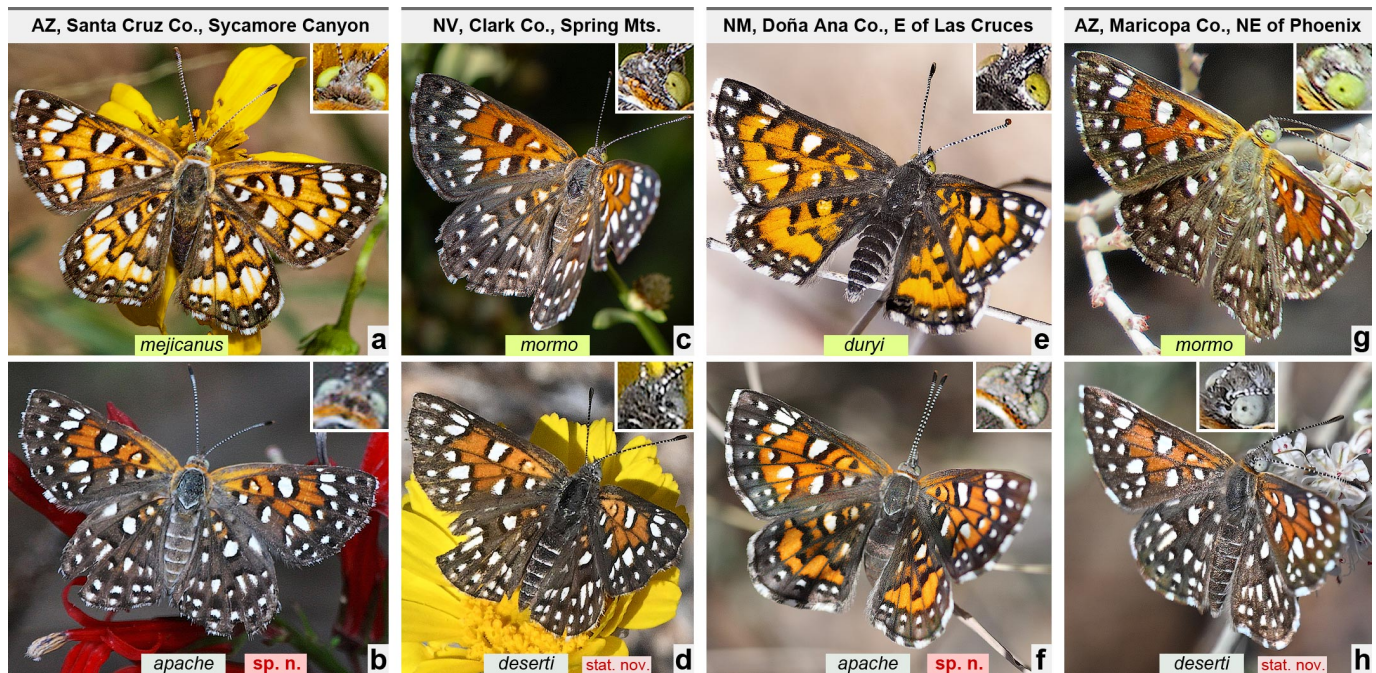 AZ, Santa Cruz Co., Sycamore Canyon
NV, Clark Co., Spring Mts.
NM, Doña Ana Co., E of Las Cruces
AZ, Maricopa Co., NE of Phoenix
mejicanus a
mormo c
duryi e
mormo g
apache sp. n. b
deserti stat. nov. d
apache sp. n. f
deserti stat. nov. h